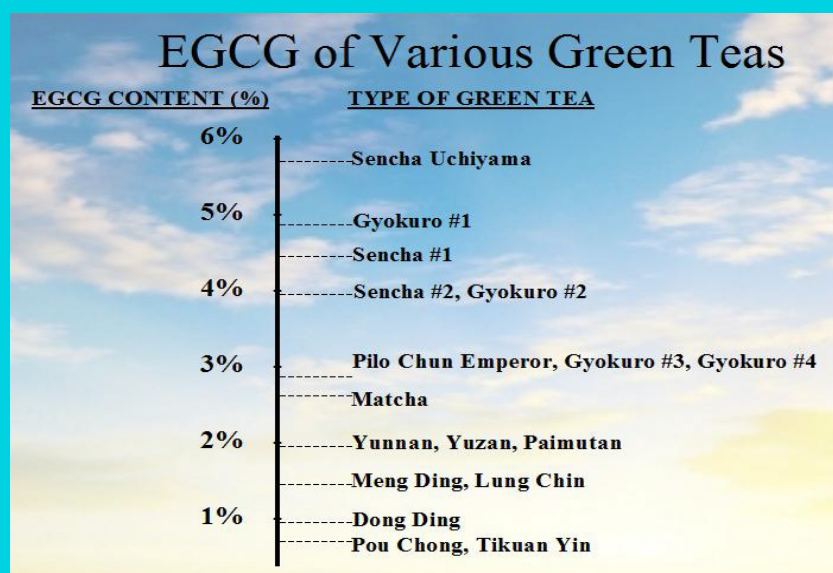 EGCG of Various Green Teas
EGCG CONTENT (%) TYPE OF GREEN TEA
6%
Sencha Uchiyama
5%
Gyokuro #1
Sencha #1
4% Sencha #2, Gyokuro #2
3% Pilo Chun Emperor, Gyokuro #3, Gyokuro #4
Matcha
2% Yunnan, Yuzan, Paimutan
Meng Ding, Lung Chin
1% Dong Ding
Pou Chong, Tikuan Yin